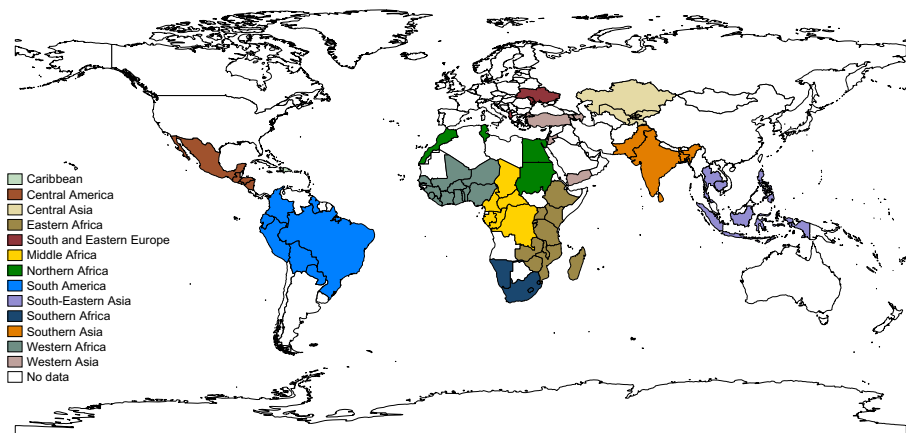 Caribbean
Central America
Central Asia
Eastern Africa
South and Eastern Europe
Middle Africa
Northern Africa
South America
South-Eastern Asia
Southern Africa
Southern Asia
Western Africa
Western Asia
No data